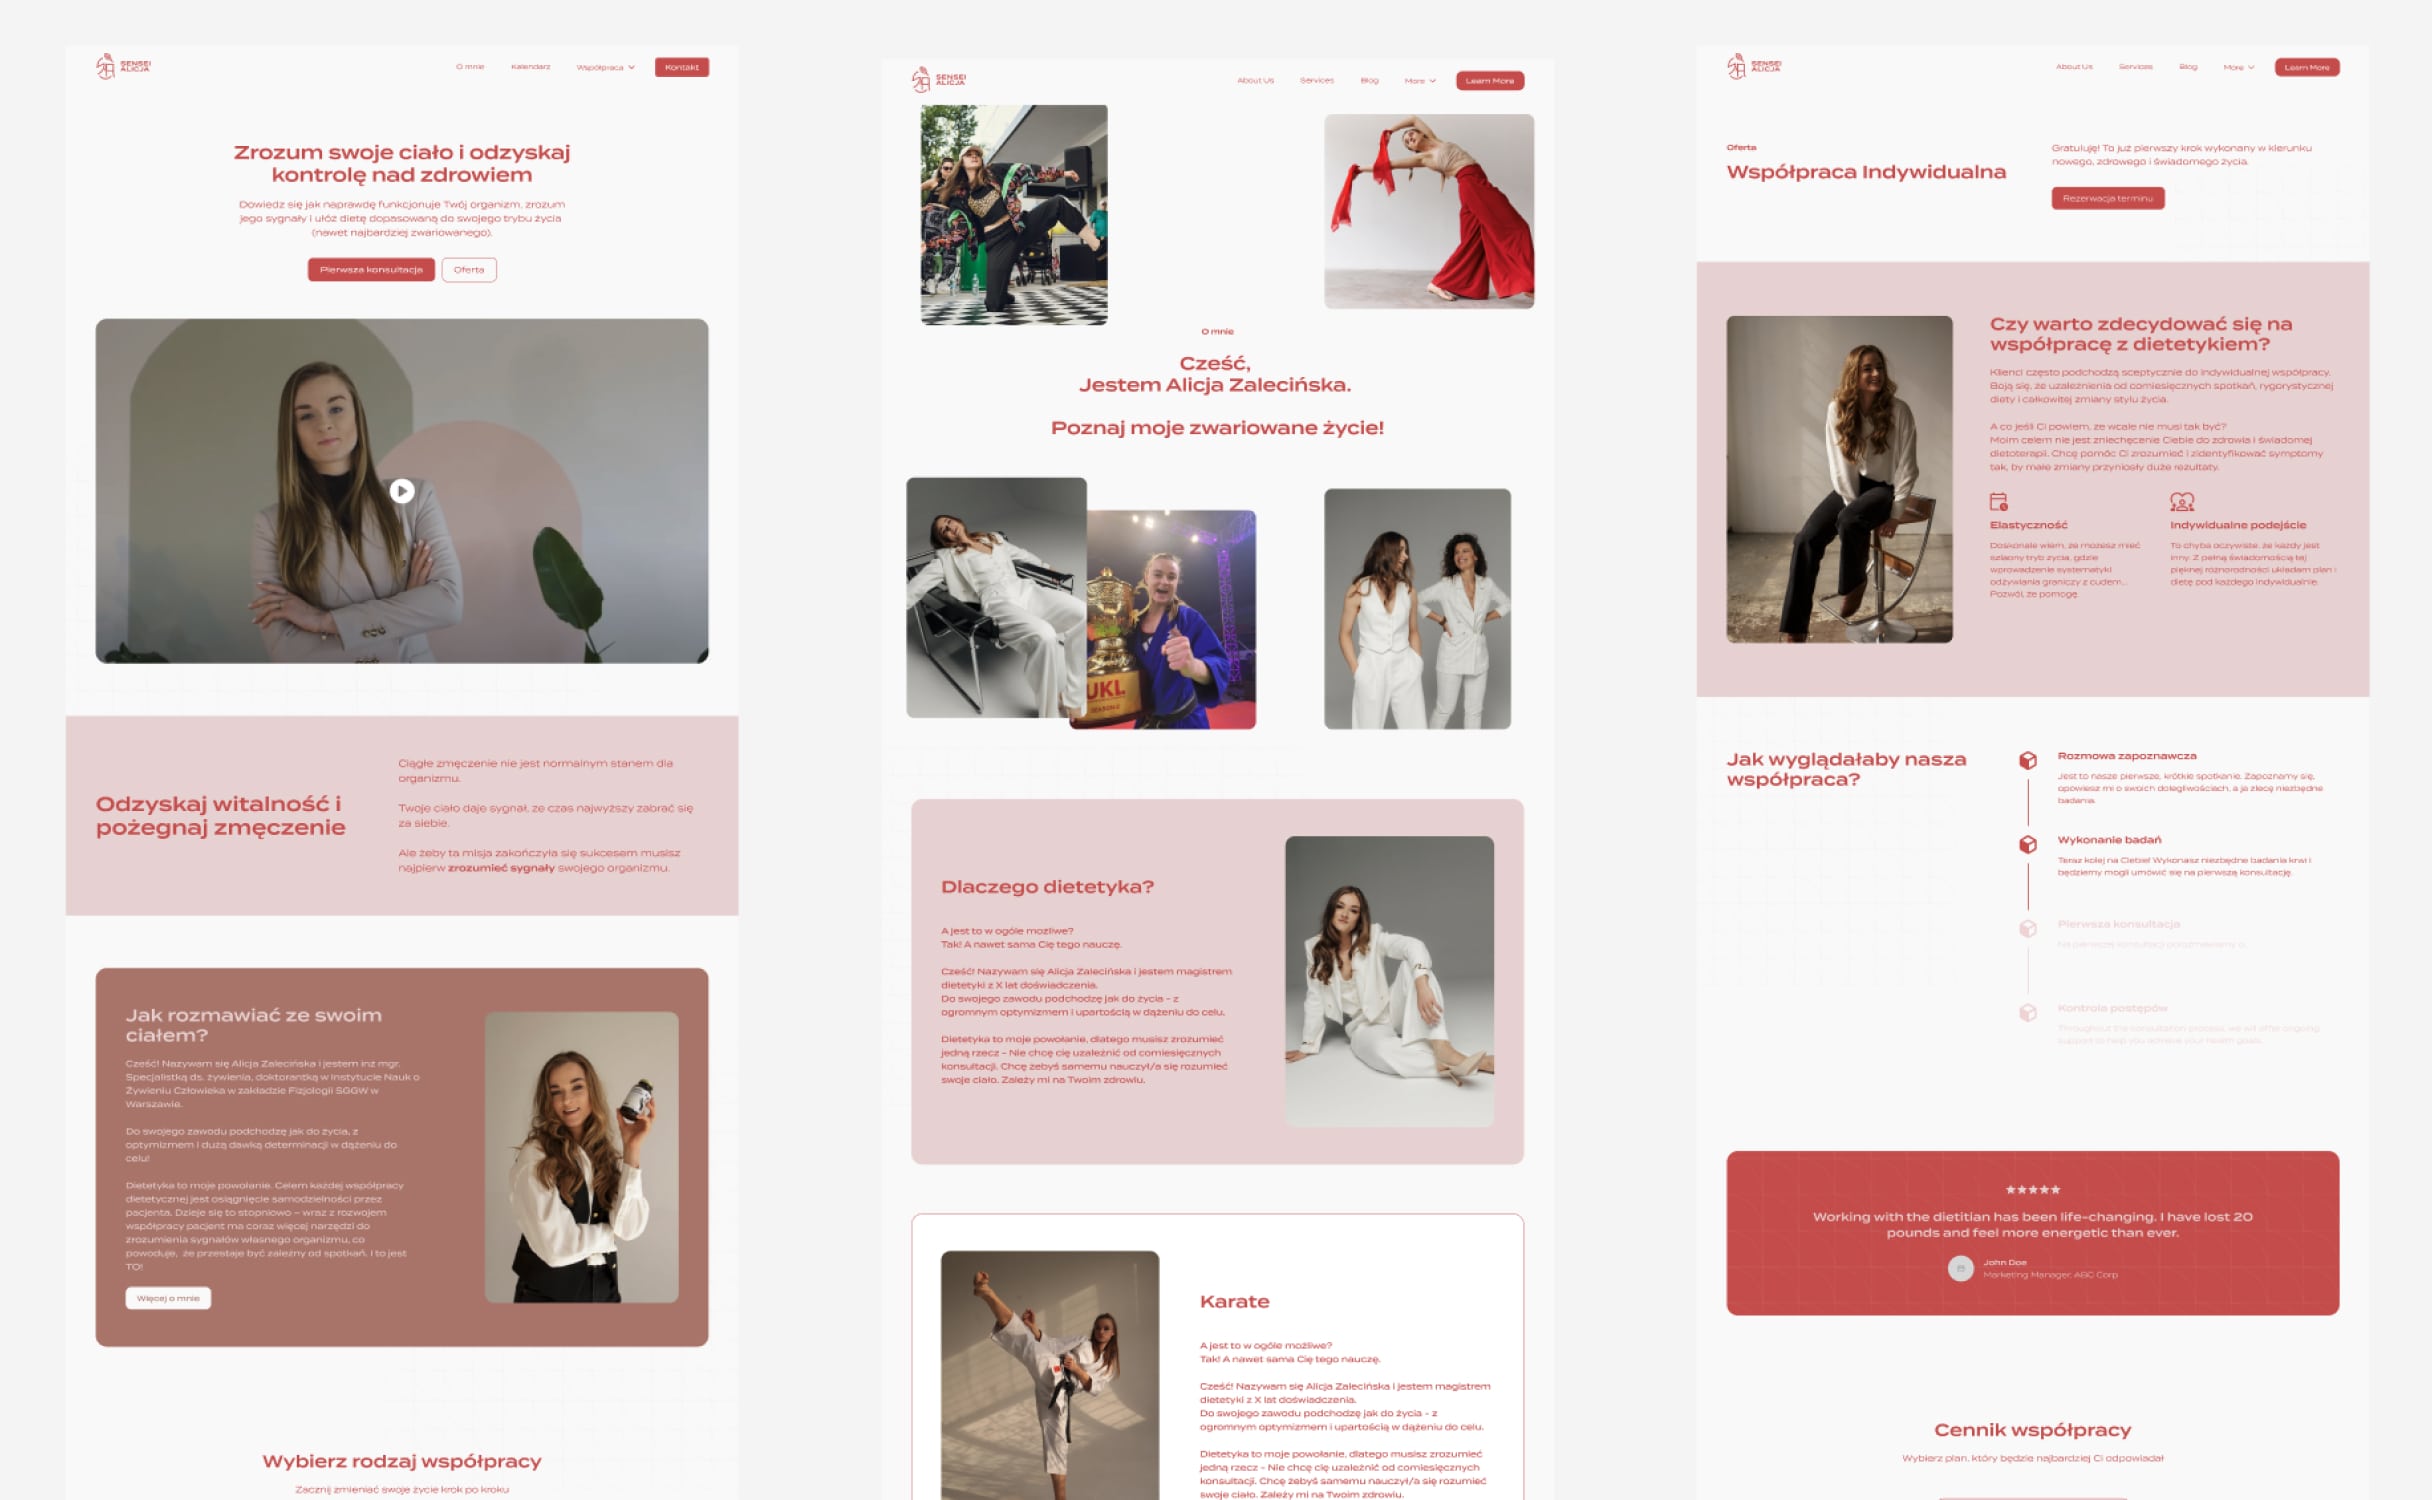 SENSEI
ALICJA
O mnie
Kalendarz
Współpraca
Kontakt
Zrozum swoje ciało i odzyskaj
kontrolę nad zdrowiem
Dowiedz się jak naprawdę funkcjonuje Twój organizm, zrozum
jego sygnały i ułóż dietę dopasowaną do swojego trybu życia
(nawet najbardziej zwariowanego).
Pierwsza konsultacja
Oferta
Odzyskaj witalność i
pożegnaj zmęczenie
Ciągłe zmęczenie nie jest normalnym stanem dla
organizmu.
Twoje ciało daje sygnał, że czas najwyższy zabrać się
za siebie.
Ale żeby ta misja zakończyła się sukcesem musisz
najpierw zrozumieć sygnały swojego organizmu.
Jak rozmawiać ze swoim
ciałem?
Cześć! Nazywam się Alicja Zalecińska i jestem inż mgr.
Specjalistką ds. żywienia, doktorantką w Instytucie Nauk o
Żywieniu Człowieka w zakładzie Fizjologii SGGW w
Warszawie.
Do swojego zawodu podchodzę jak do życia, z
optymizmem i dużą dawką determinacji w dążeniu do
celu!
Dietetyka to moje powołanie. Celem każdej współpracy
dietetycznej jest osiągnięcie samodzielności przez
pacjenta. Dzieje się to stopniowo – wraz z rozwojem
współpracy pacjent ma coraz więcej narzędzi do
zrozumienia sygnałów własnego organizmu, co
powoduje, że przestaje być zależny od spotkań. I to jest
TO!
Więcej o mnie
Wybierz rodzaj współpracy
Zacznij zmieniać swoje życie krok po kroku
SENSEI
ALICJA
About Us
Services
Blog
More
Learn More
O mnie
Cześć,
Jestem Alicja Zalecińska.
Poznaj moje zwariowane życie!
UKL
SEASON 2
Dlaczego dietetyka?
A jest to w ogóle możliwe?
Tak! A nawet sama Cię tego nauczę.
Cześć! Nazywam się Alicja Zalecińska i jestem magistrem
dietetyki z X lat doświadczenia.
Do swojego zawodu podchodzę jak do życia - z
ogromnym optymizmem i upartością w dążeniu do celu.
Dietetyka to moje powołanie, dlatego musisz zrozumieć
jedną rzecz - Nie chcę cię uzależnić od comiesięcznych
konsultacji. Chcę żebyś samemu nauczył/a się rozumieć
swoje ciało. Zależy mi na Twoim zdrowiu.
Karate
A jest to w ogóle możliwe?
Tak! A nawet sama Cię tego nauczę.
Cześć! Nazywam się Alicja Zalecińska i jestem magistrem
dietetyki z X lat doświadczenia.
Do swojego zawodu podchodzę jak do życia - z
ogromnym optymizmem i upartością w dążeniu do celu.
Dietetyka to moje powołanie, dlatego musisz zrozumieć
jedną rzecz - Nie chcę cię uzależnić od comiesięcznych
konsultacji. Chcę żebyś samemu nauczył/a się rozumieć
swoje ciało. Zależy mi na Twoim zdrowiu.
SENSEI
ALICJA
About Us
Services
Blog
More
Learn More
Oferta
Współpraca Indywidualna
Gratuluję! To już pierwszy krok wykonany w kierunku
nowego, zdrowego i świadomego życia.
Rezerwacja terminu
Czy warto zdecydować się na
współpracę z dietetykiem?
Klienci często podchodzą sceptycznie do indywidualnej współpracy.
Boją się, że uzależnienia od comiesięcznych spotkań, rygorystycznej
diety i całkowitej zmiany stylu życia.
A co jeśli Ci powiem, że wcale nie musi tak być?
Moim celem nie jest zniechęcenie Ciebie do zdrowia i świadomej
dietoterapii. Chcę pomóc Ci zrozumieć i zidentyfikować symptomy
tak, by małe zmiany przyniosły duże rezultaty.
Elastyczność
Doskonale wiem, że możesz mieć
szalony tryb życia, gdzie
wprowadzenie systematyki
odżywiania graniczy z cudem...
Pozwól, że pomogę.
Indywidualne podejście
To chyba oczywiste, że każdy jest
inny. Z pełną świadomością tej
pięknej różnorodności układam plan i
dietę pod każdego indywidualnie.
Jak wyglądałaby nasza
współpraca?
Rozmowa zapoznawcza
Jest to nasze pierwsze, krótkie spotkanie. Zapoznamy się,
opowiesz mi o swoich dolegliwościach, a ja zlecę niezbędne
badania.
Wykonanie badań
Teraz kolej na Ciebie! Wykonasz niezbędne badania krwi i
będziemy mogli umówić się na pierwszą konsultację.
Pierwsza konsultacja
Na pierwszej konsultacji porozmawiamy o:
Kontrola postępów
Throughout the consultation process, we will offer ongoing
support to help you achieve your health goals.
Working with the dietitian has been life-changing. I have lost 20
pounds and feel more energetic than ever.
John Doe
Marketing Manager, ABC Corp
Cennik współpracy
Wybierz plan, który będzie najbardziej Ci odpowiadał